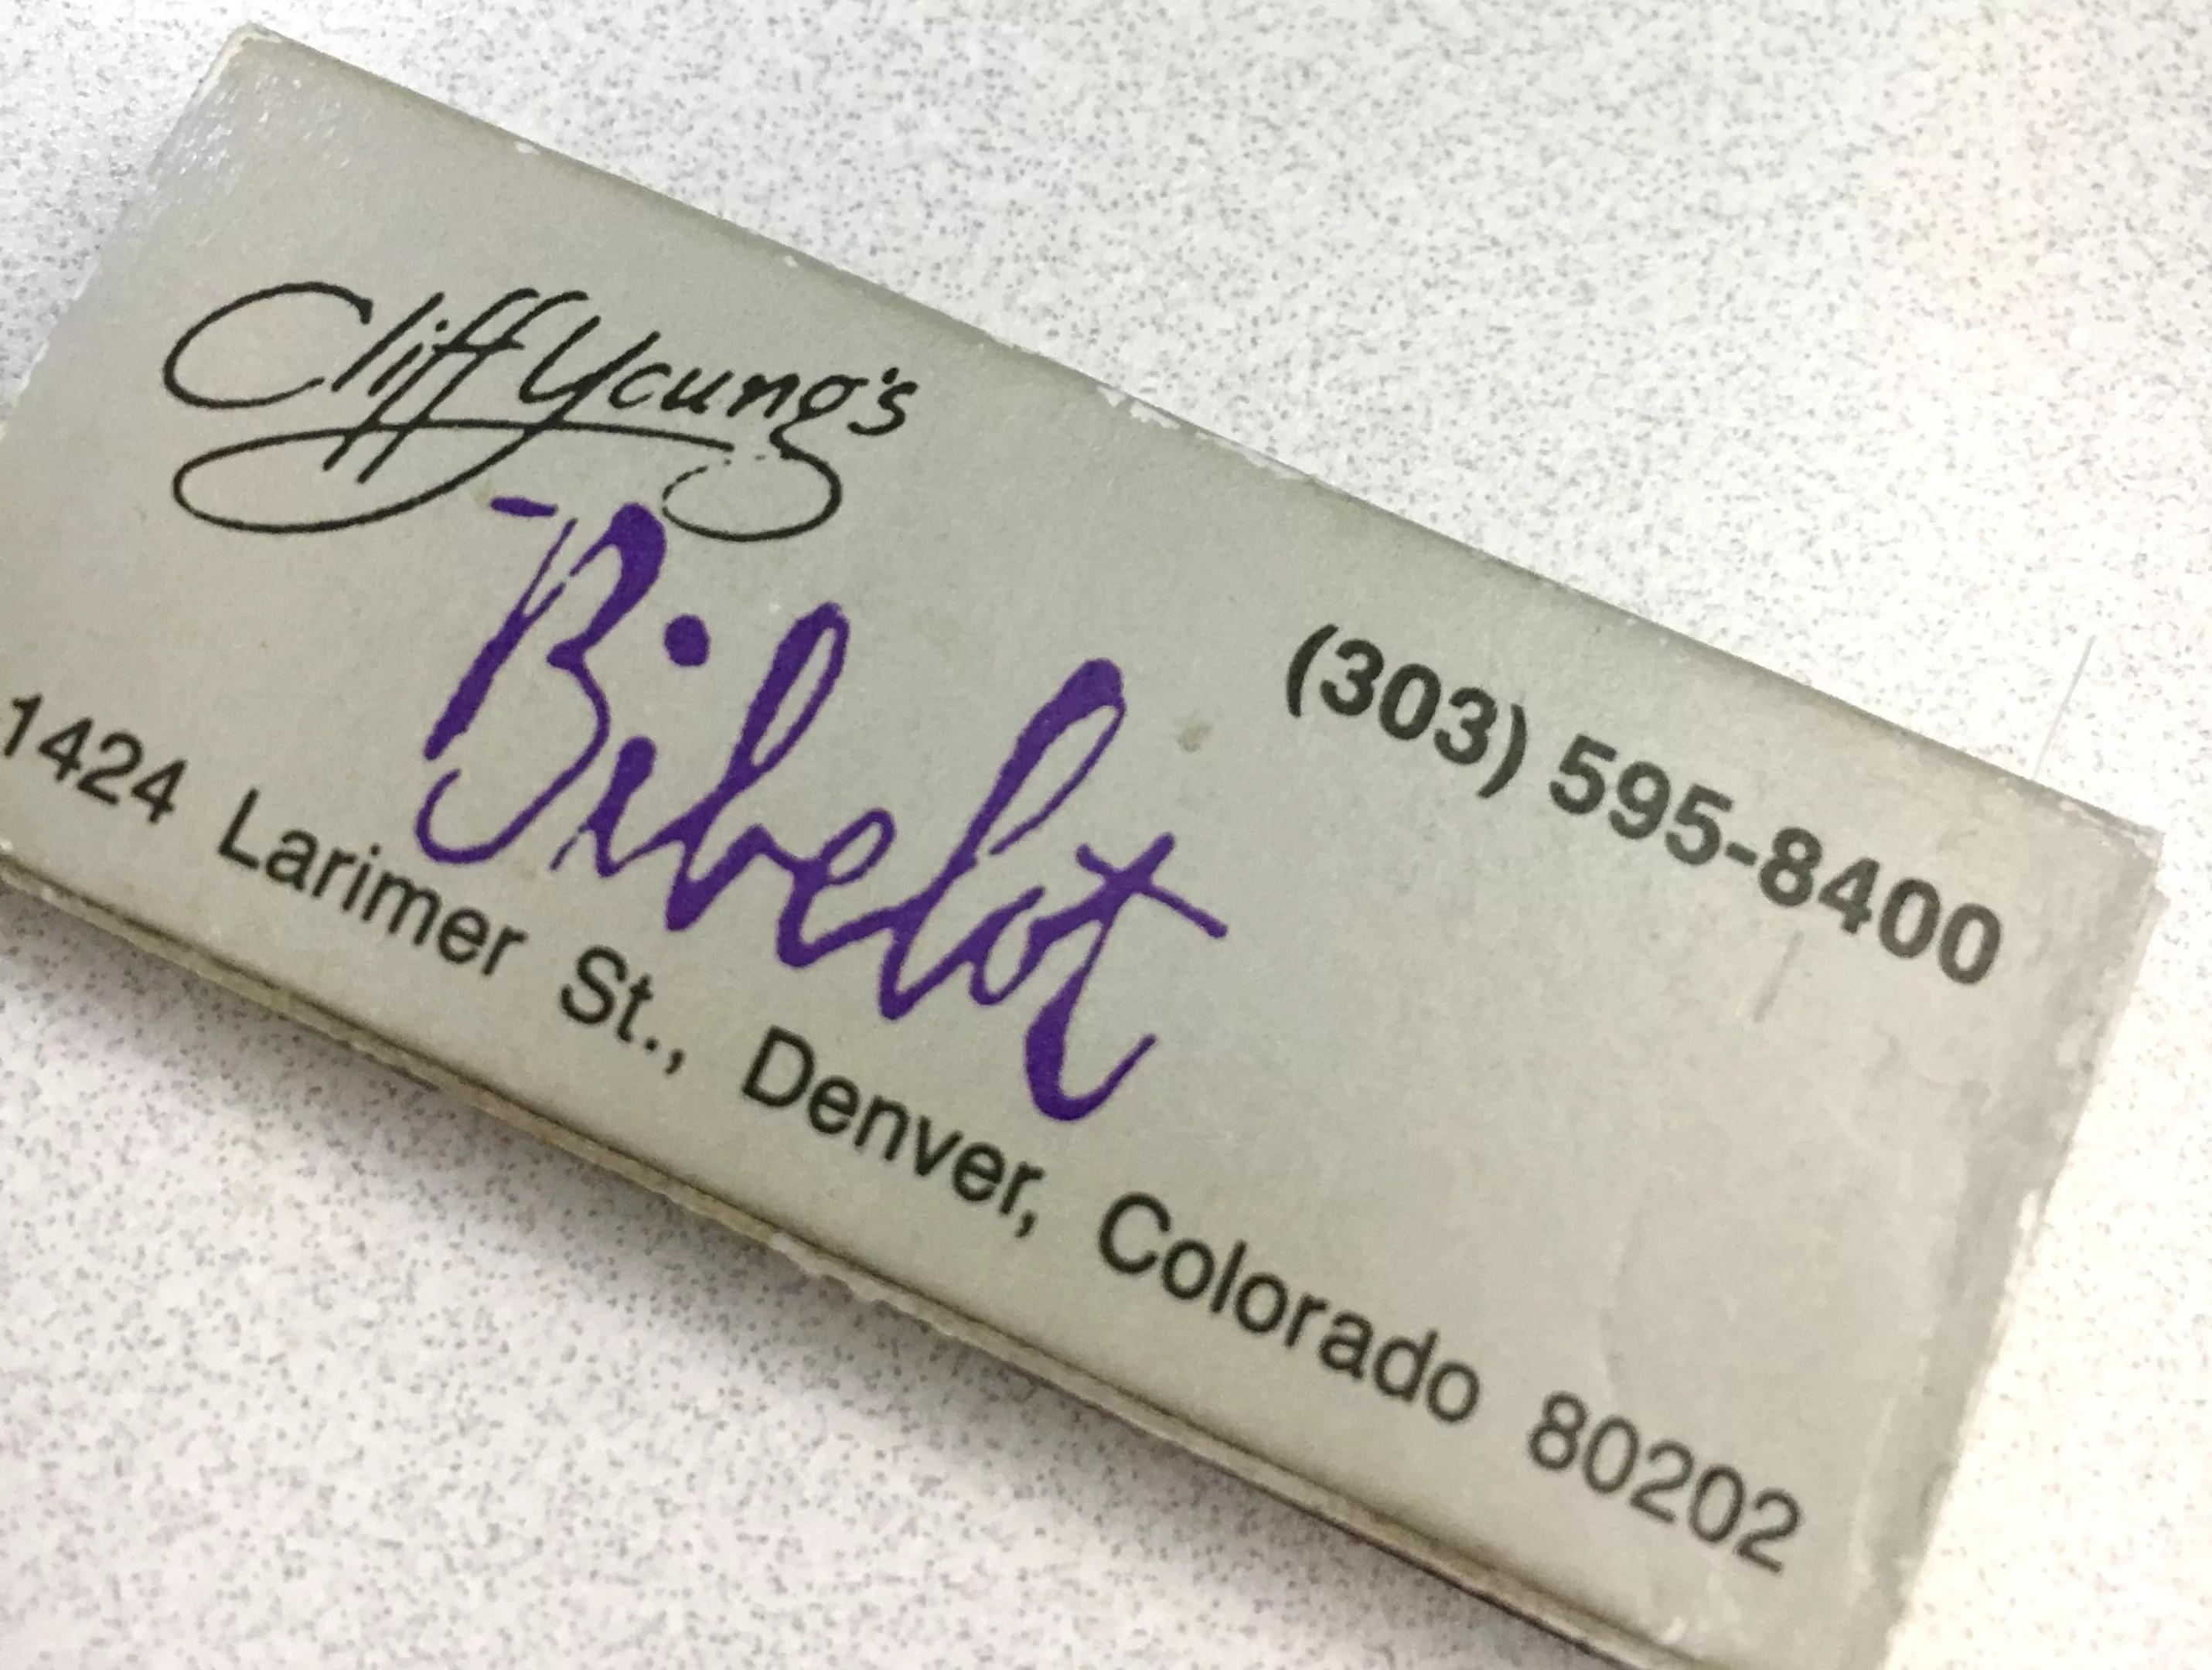 Cliff Young's
Bibelot
(303) 595-8400
1424 Larimer St., Denver, Colorado 80202